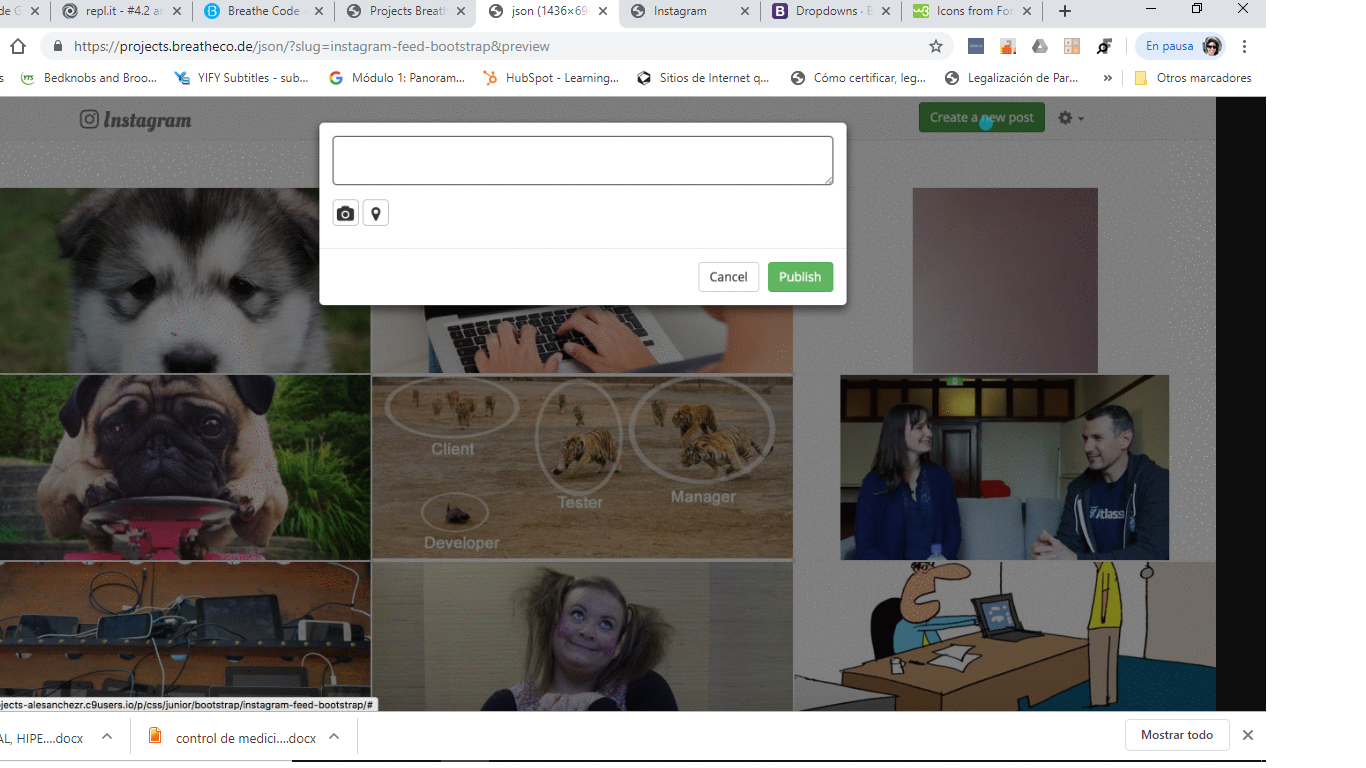 de G
repl.it - #4.2 ar
Breathe Code -
Projects Breath
json (1436×69
Instagram
Dropdowns · B
Icons from Fon
https://projects.breatheco.de/json/?slug=instagram-feed-bootstrap&preview
En pausa
s
Bedknobs and Broo...
YIFY Subtitles - sub...
Módulo 1: Panoram...
HubSpot - Learning...
Sitios de Internet q...
Cómo certificar, leg...
Legalización de Par...
»
Otros marcadores
Instagram
Create a new post
Cancel
Publish
Client
Tester
Manager
Developer
Atlass
ojects-alesanchezr.c9users.io/p/css/junior/bootstrap/instagram-feed-bootstrap/#
AL, HIPE....docx
control de medici....docx
Mostrar todo